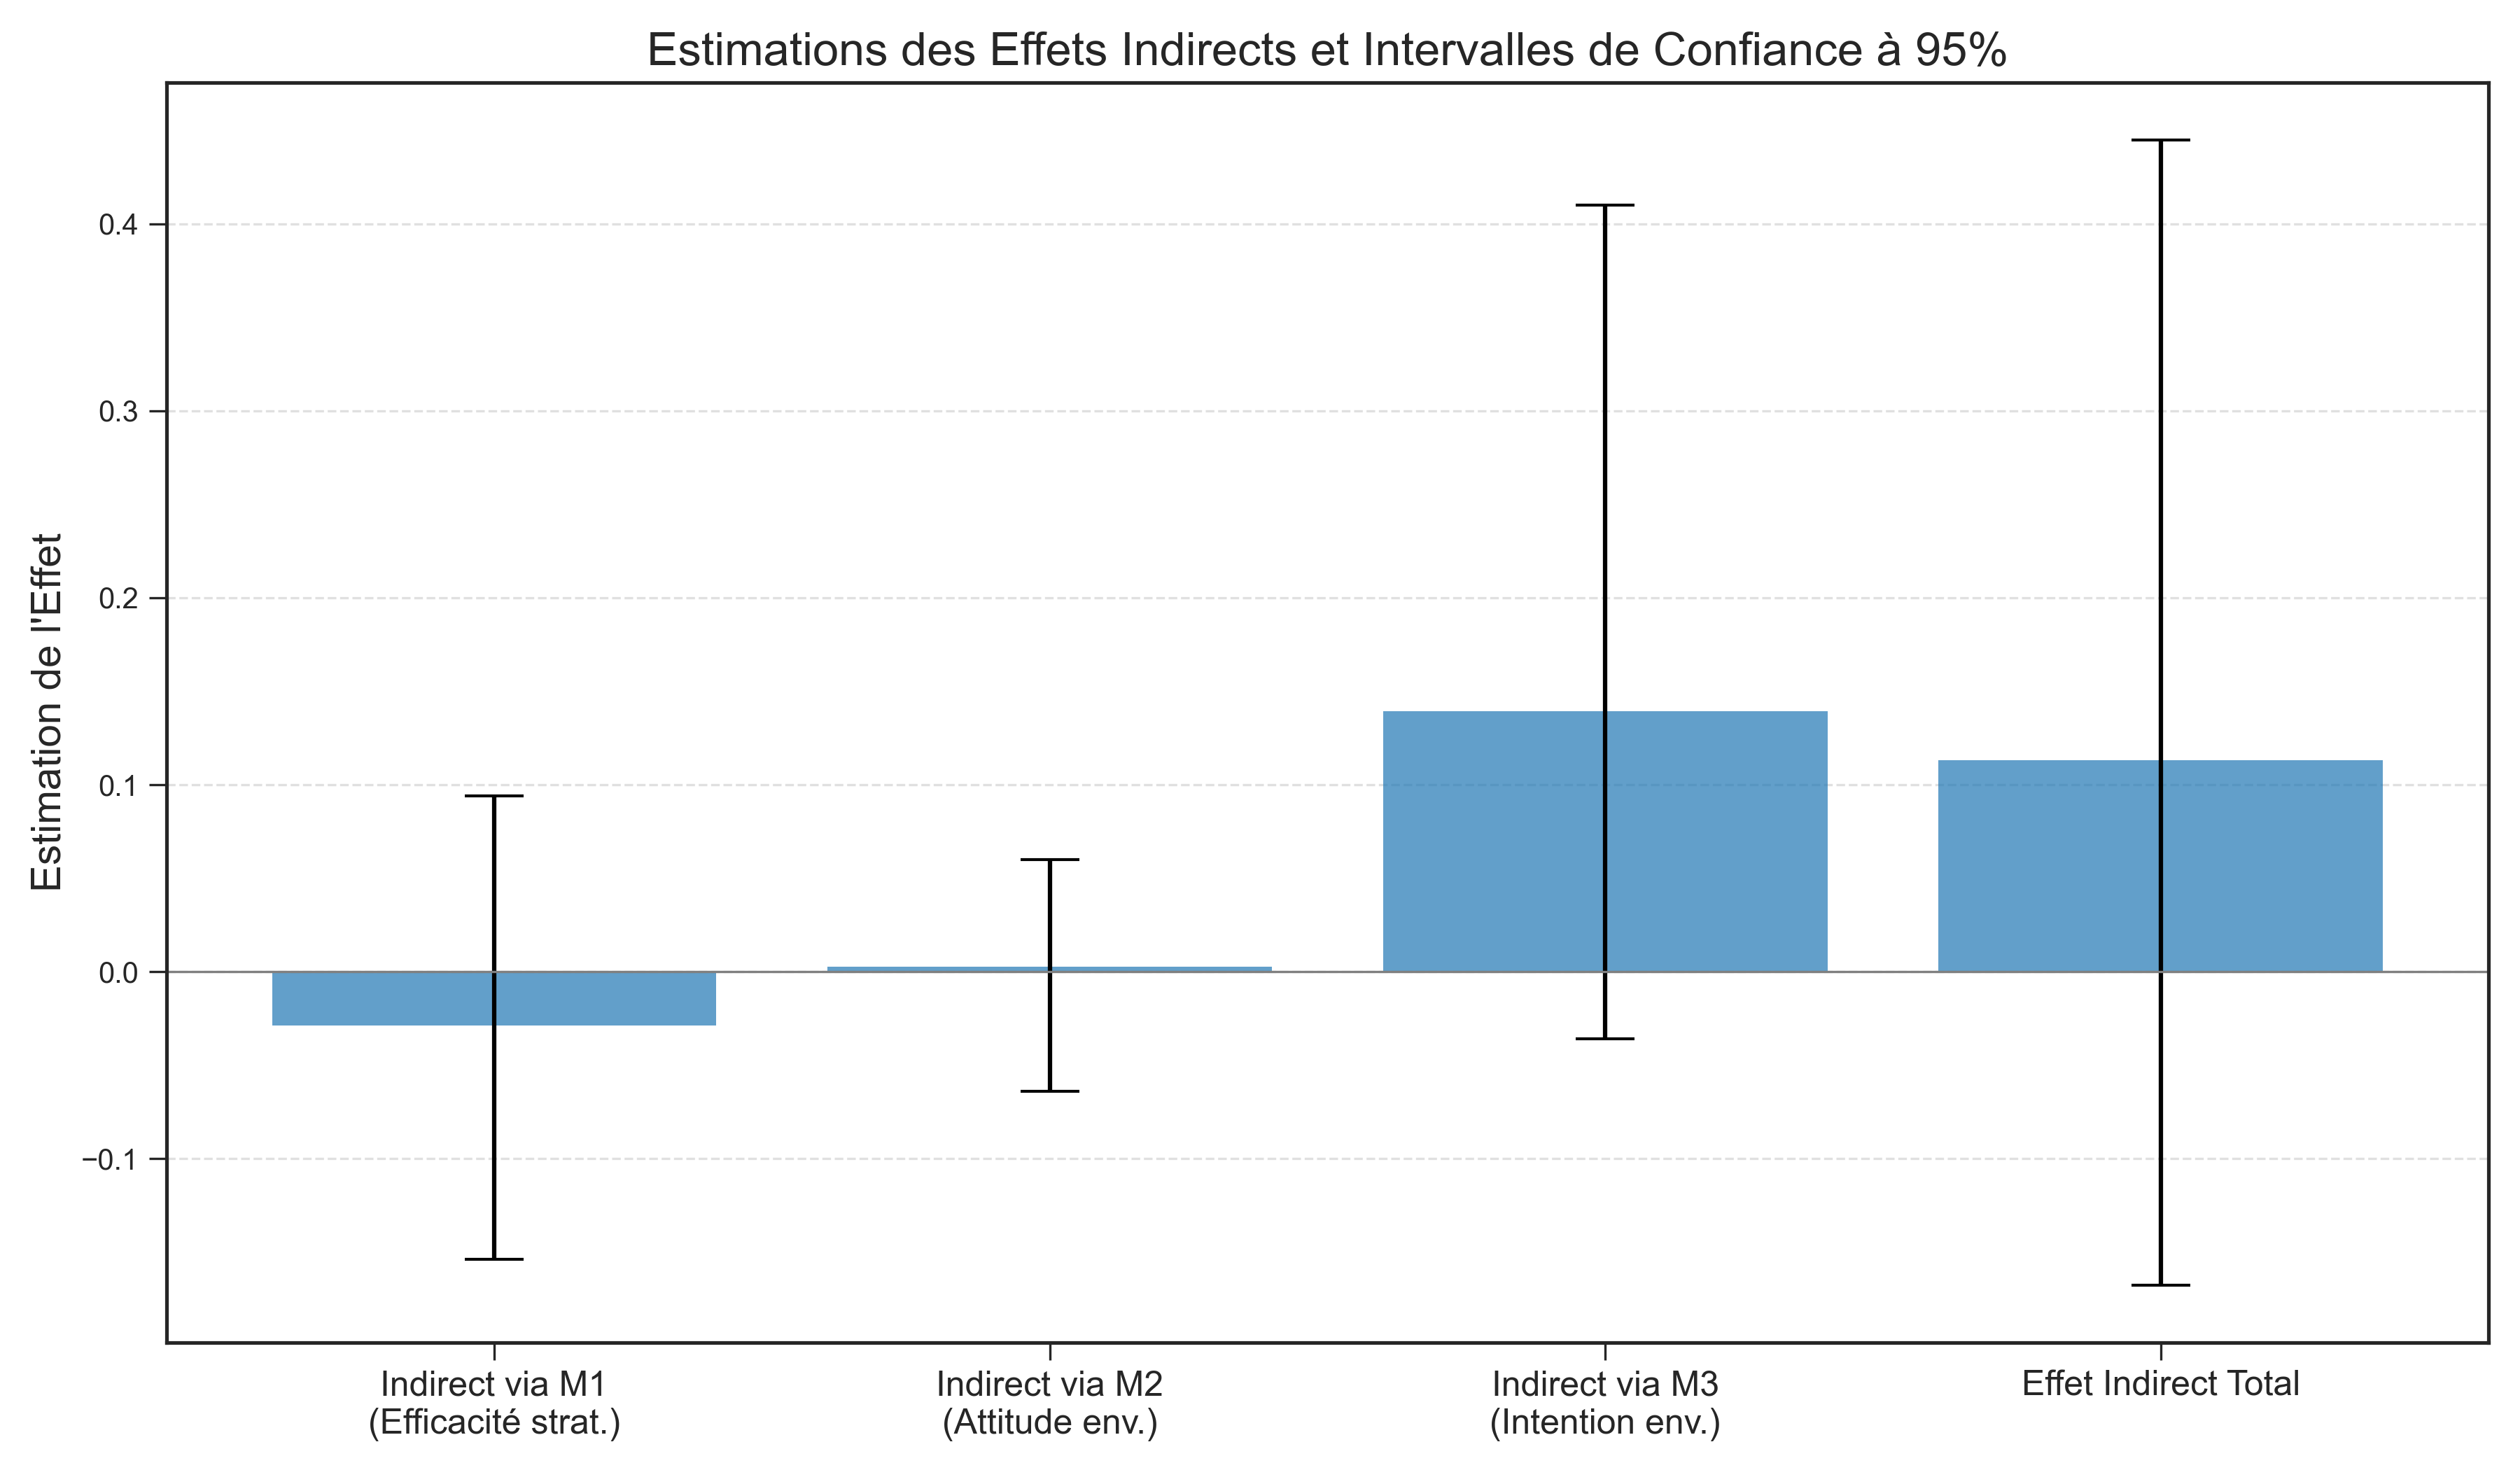 Estimations des Effets Indirects et Intervalles de Confiance à 95%
Estimation de l'Effet
0.4
0.3
0.2
0.1
0.0
−0.1
Indirect via M1
(Efficacité strat.)
Indirect via M2
(Attitude env.)
Indirect via M3
(Intention env.)
Effet Indirect Total